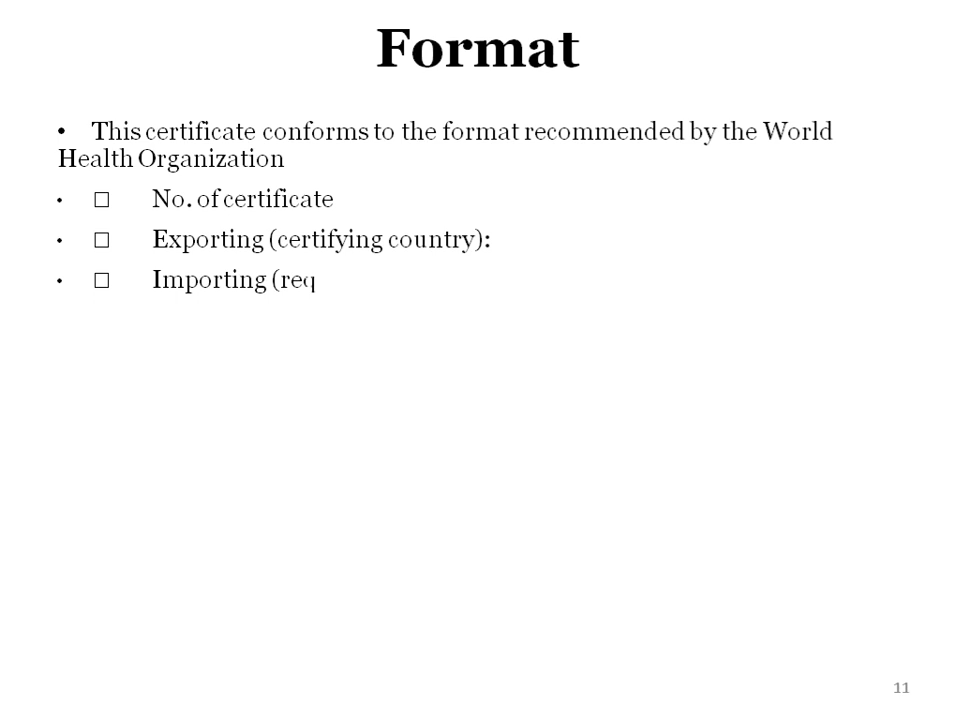 Format
• This certificate conforms to the format recommended by the World
Health Organization
• □ No. of certificate
• □ Exporting (certifying country):
• □ Importing (req
11